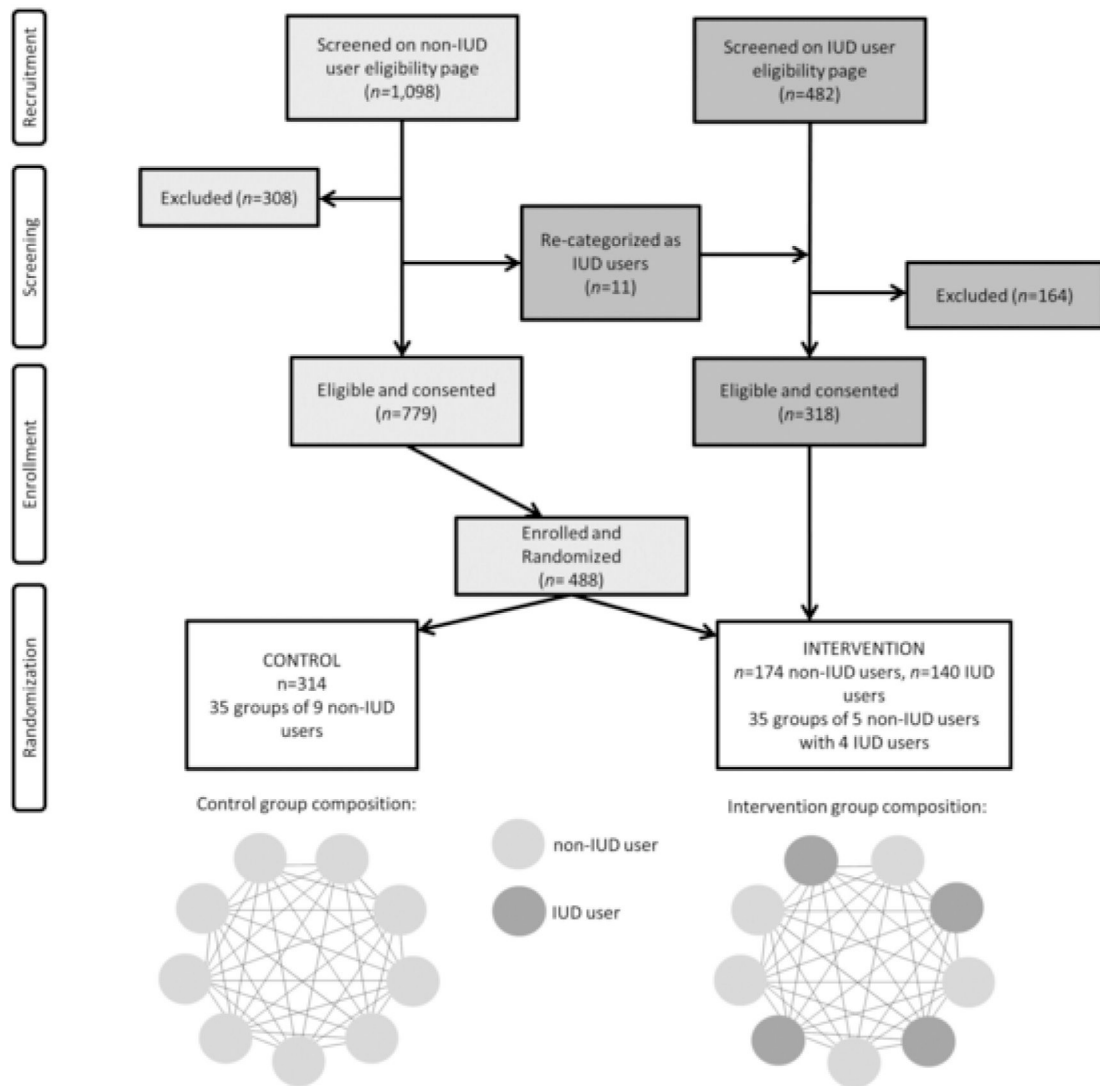 Recruitment
Screened on non-IUD
user eligibility page
(n=1,098)
Screened on IUD user
eligibility page
(n=482)
Screening
Excluded (n=308)
Re-categorized as
IUD users
(n=11)
Excluded (n=164)
Enrollment
Eligible and consented
(n=779)
Eligible and consented
(n=318)
Enrolled and
Randomized
(n= 488)
Randomization
CONTROL
n=314
35 groups of 9 non-IUD
users
INTERVENTION
n=174 non-IUD users, n=140 IUD
users
35 groups of 5 non-IUD users
with 4 IUD users
Control group composition:
Intervention group composition:
non-IUD user
IUD user